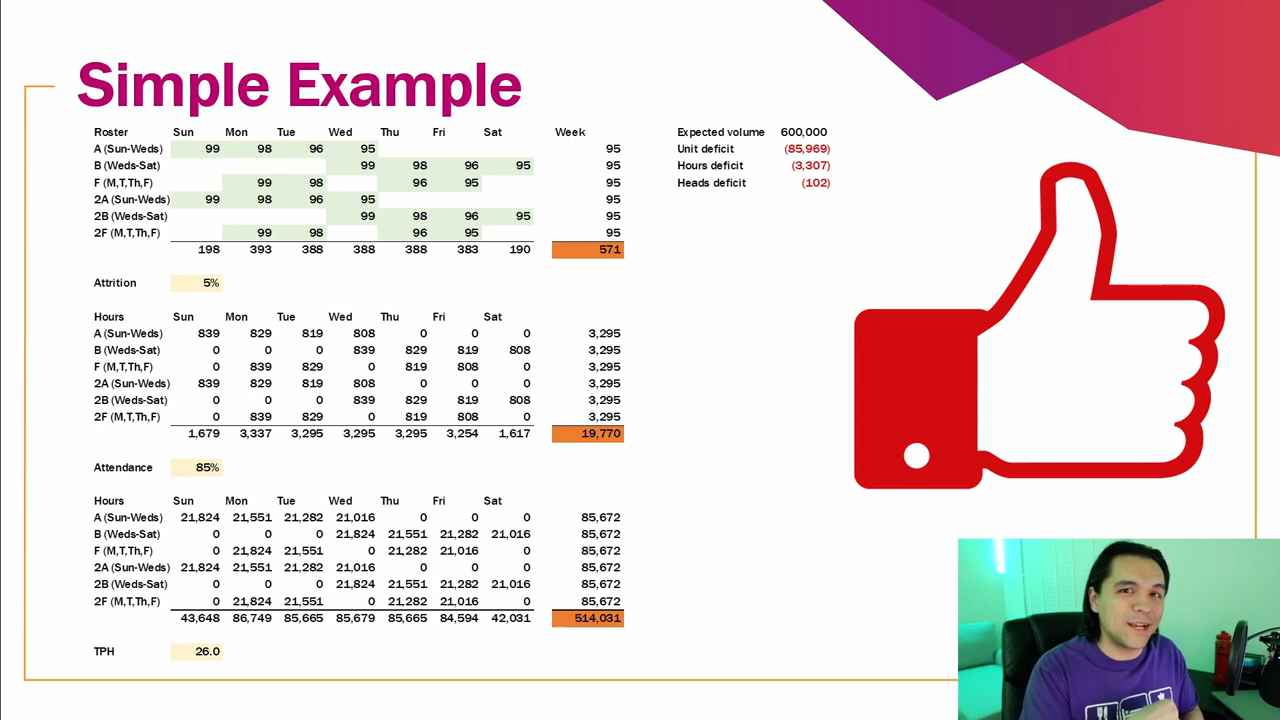 Simple Example
Roster Sun Mon Tue Wed Thu Fri Sat Week
A (Sun-Weds) 99 98 96 95 95
B (Weds-Sat) 99 98 96 95 95
F (M,T,Th,F) 99 98 96 95 95
2A (Sun-Weds) 99 98 96 95 95
2B (Weds-Sat) 99 98 96 95 95
2F (M,T,Th,F) 99 98 96 95 95
198 393 388 388 388 383 190 571
Attrition 5%
Hours Sun Mon Tue Wed Thu Fri Sat
A (Sun-Weds) 839 829 819 808 0 0 0 3,295
B (Weds-Sat) 0 0 0 839 829 819 808 3,295
F (M,T,Th,F) 0 839 829 0 819 808 0 3,295
2A (Sun-Weds) 839 829 819 808 0 0 0 3,295
2B (Weds-Sat) 0 0 0 839 829 819 808 3,295
2F (M,T,Th,F) 0 839 829 0 819 808 0 3,295
1,679 3,337 3,295 3,295 3,295 3,254 1,617 19,770
Attendance 85%
Hours Sun Mon Tue Wed Thu Fri Sat
A (Sun-Weds) 21,824 21,551 21,282 21,016 0 0 0 85,672
B (Weds-Sat) 0 0 0 21,824 21,551 21,282 21,016 85,672
F (M,T,Th,F) 0 21,824 21,551 0 21,282 21,016 0 85,672
2A (Sun-Weds) 21,824 21,551 21,282 21,016 0 0 0 85,672
2B (Weds-Sat) 0 0 0 21,824 21,551 21,282 21,016 85,672
2F (M,T,Th,F) 0 21,824 21,551 0 21,282 21,016 0 85,672
43,648 86,749 85,665 85,679 85,665 84,594 42,031 514,031
TPH 26.0
Expected volume 600,000
Unit deficit (85,969)
Hours deficit (3,307)
Heads deficit (102)